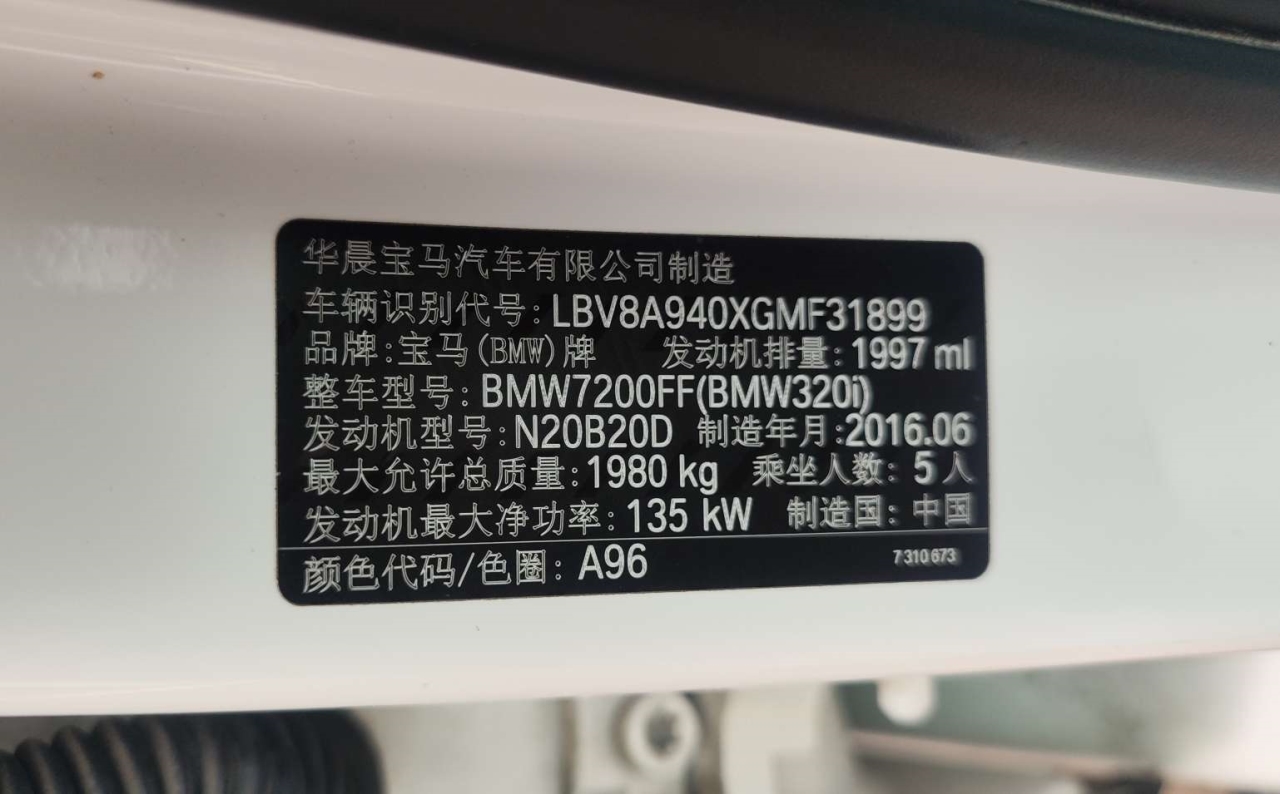 华晨宝马汽车有限公司制造
车辆识别代号:LBV8A940XGMF31899
品牌:宝马(BMW)牌 发动机排量:1997 ml
整车型号:BMW7200FF(BMW320i)
发动机型号:N20B20D 制造年月:2016.06
最大允许总质量:1980 kg 乘坐人数:5人
发动机最大净功率:135 kW 制造国:中国
颜色代码/色圈:A96 7310673